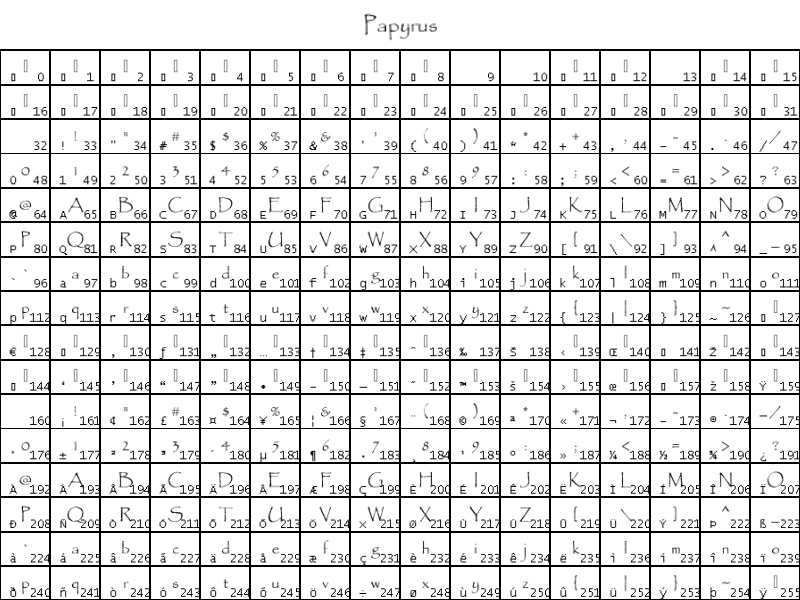 Papyrus
0 1 2 3 4 5 6 7 8 9 10 11 12 13 14 15
16 17 18 19 20 21 22 23 24 25 26 27 28 29 30 31
32 ! ! 33 " " 34 # # 35 $ $ 36 % % 37 & & 38 ' ' 39 ( ( 40 ) ) 41 * * 42 + + 43 , , 44 - - 45 . . 46 / / 47
0 0 48 1 1 49 2 2 50 3 3 51 4 4 52 5 5 53 6 6 54 7 7 55 8 8 56 9 9 57 : : 58 ; ; 59 < < 60 = = 61 > > 62 ? ? 63
@ @ 64 A A 65 B B 66 C C 67 D D 68 E E 69 F F 70 G G 71 H H 72 I I 73 J J 74 K K 75 L L 76 M M 77 N N 78 O O 79
P P 80 Q Q 81 R R 82 S S 83 T T 84 U U 85 V V 86 W W 87 X X 88 Y Y 89 Z Z 90 [ [ 91 \ \ 92 ] ] 93 ^ ^ 94 _ _ 95
` ` 96 a a 97 b b 98 c c 99 d d 100 e e 101 f f 102 g g 103 h h 104 i i 105 j j 106 k k 107 l l 108 m m 109 n n 110 o o 111
p p 112 q q 113 r r 114 s s 115 t t 116 u u 117 v v 118 w w 119 x x 120 y y 121 z z 122 { { 123 | | 124 } } 125 ~ ~ 126 127
€ 128 129 ‚ 130 ƒ 131 „ 132 … 133 † 134 ‡ 135 ˆ 136 ‰ 137 Š 138 ‹ 139 Œ 140 141 Ž 142 143
144 ‘ 145 ’ 146 “ 147 ” 148 • 149 – 150 — 151 ˜ 152 ™ 153 š 154 › 155 œ 156 157 ž 158 Ÿ 159
160 ¡ ! 161 ¢ " 162 £ # 163 ¤ $ 164 ¥ % 165 ¦ & 166 § ' 167 ¨ ( 168 © ) 169 ª * 170 « + 171 ¬ , 172 - 173 ® . 174 ¯ / 175
° 0 176 ± 1 177 ² 2 178 ³ 3 179 ´ 4 180 µ 5 181 ¶ 6 182 · 7 183 ¸ 8 184 ¹ 9 185 º : 186 » ; 187 ¼ < 188 ½ = 189 ¾ > 190 ¿ ? 191
À @ 192 Á A 193 Â B 194 Ã C 195 Ä D 196 Å E 197 Æ F 198 Ç G 199 È H 200 É I 201 Ê J 202 Ë K 203 Ì L 204 Í M 205 Î N 206 Ï O 207
Ð P 208 Ñ Q 209 Ò R 210 Ó S 211 Ô T 212 Õ U 213 Ö V 214 × W 215 Ø X 216 Ù Y 217 Ú Z 218 Û [ 219 Ü \ 220 Ý ] 221 Þ ^ 222 ß _ 223
à ` 224 á a 225 â b 226 ã c 227 ä d 228 å e 229 æ f 230 ç g 231 è h 232 é i 233 ê j 234 ë k 235 ì l 236 í m 237 î n 238 ï o 239
ð p 240 ñ q 241 ò r 242 ó s 243 ô t 244 õ u 245 ö v 246 ÷ w 247 ø x 248 ù y 249 ú z 250 û { 251 ü | 252 ý } 253 þ ~ 254 ÿ 255